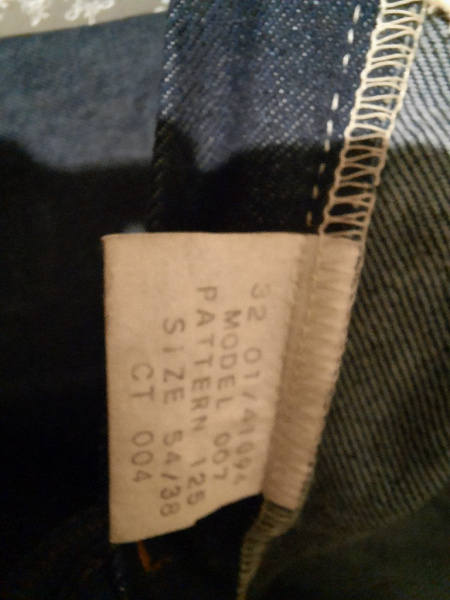 32 01/41094
MODEL 007
PATTERN 125
SIZE 54/38
CT 004